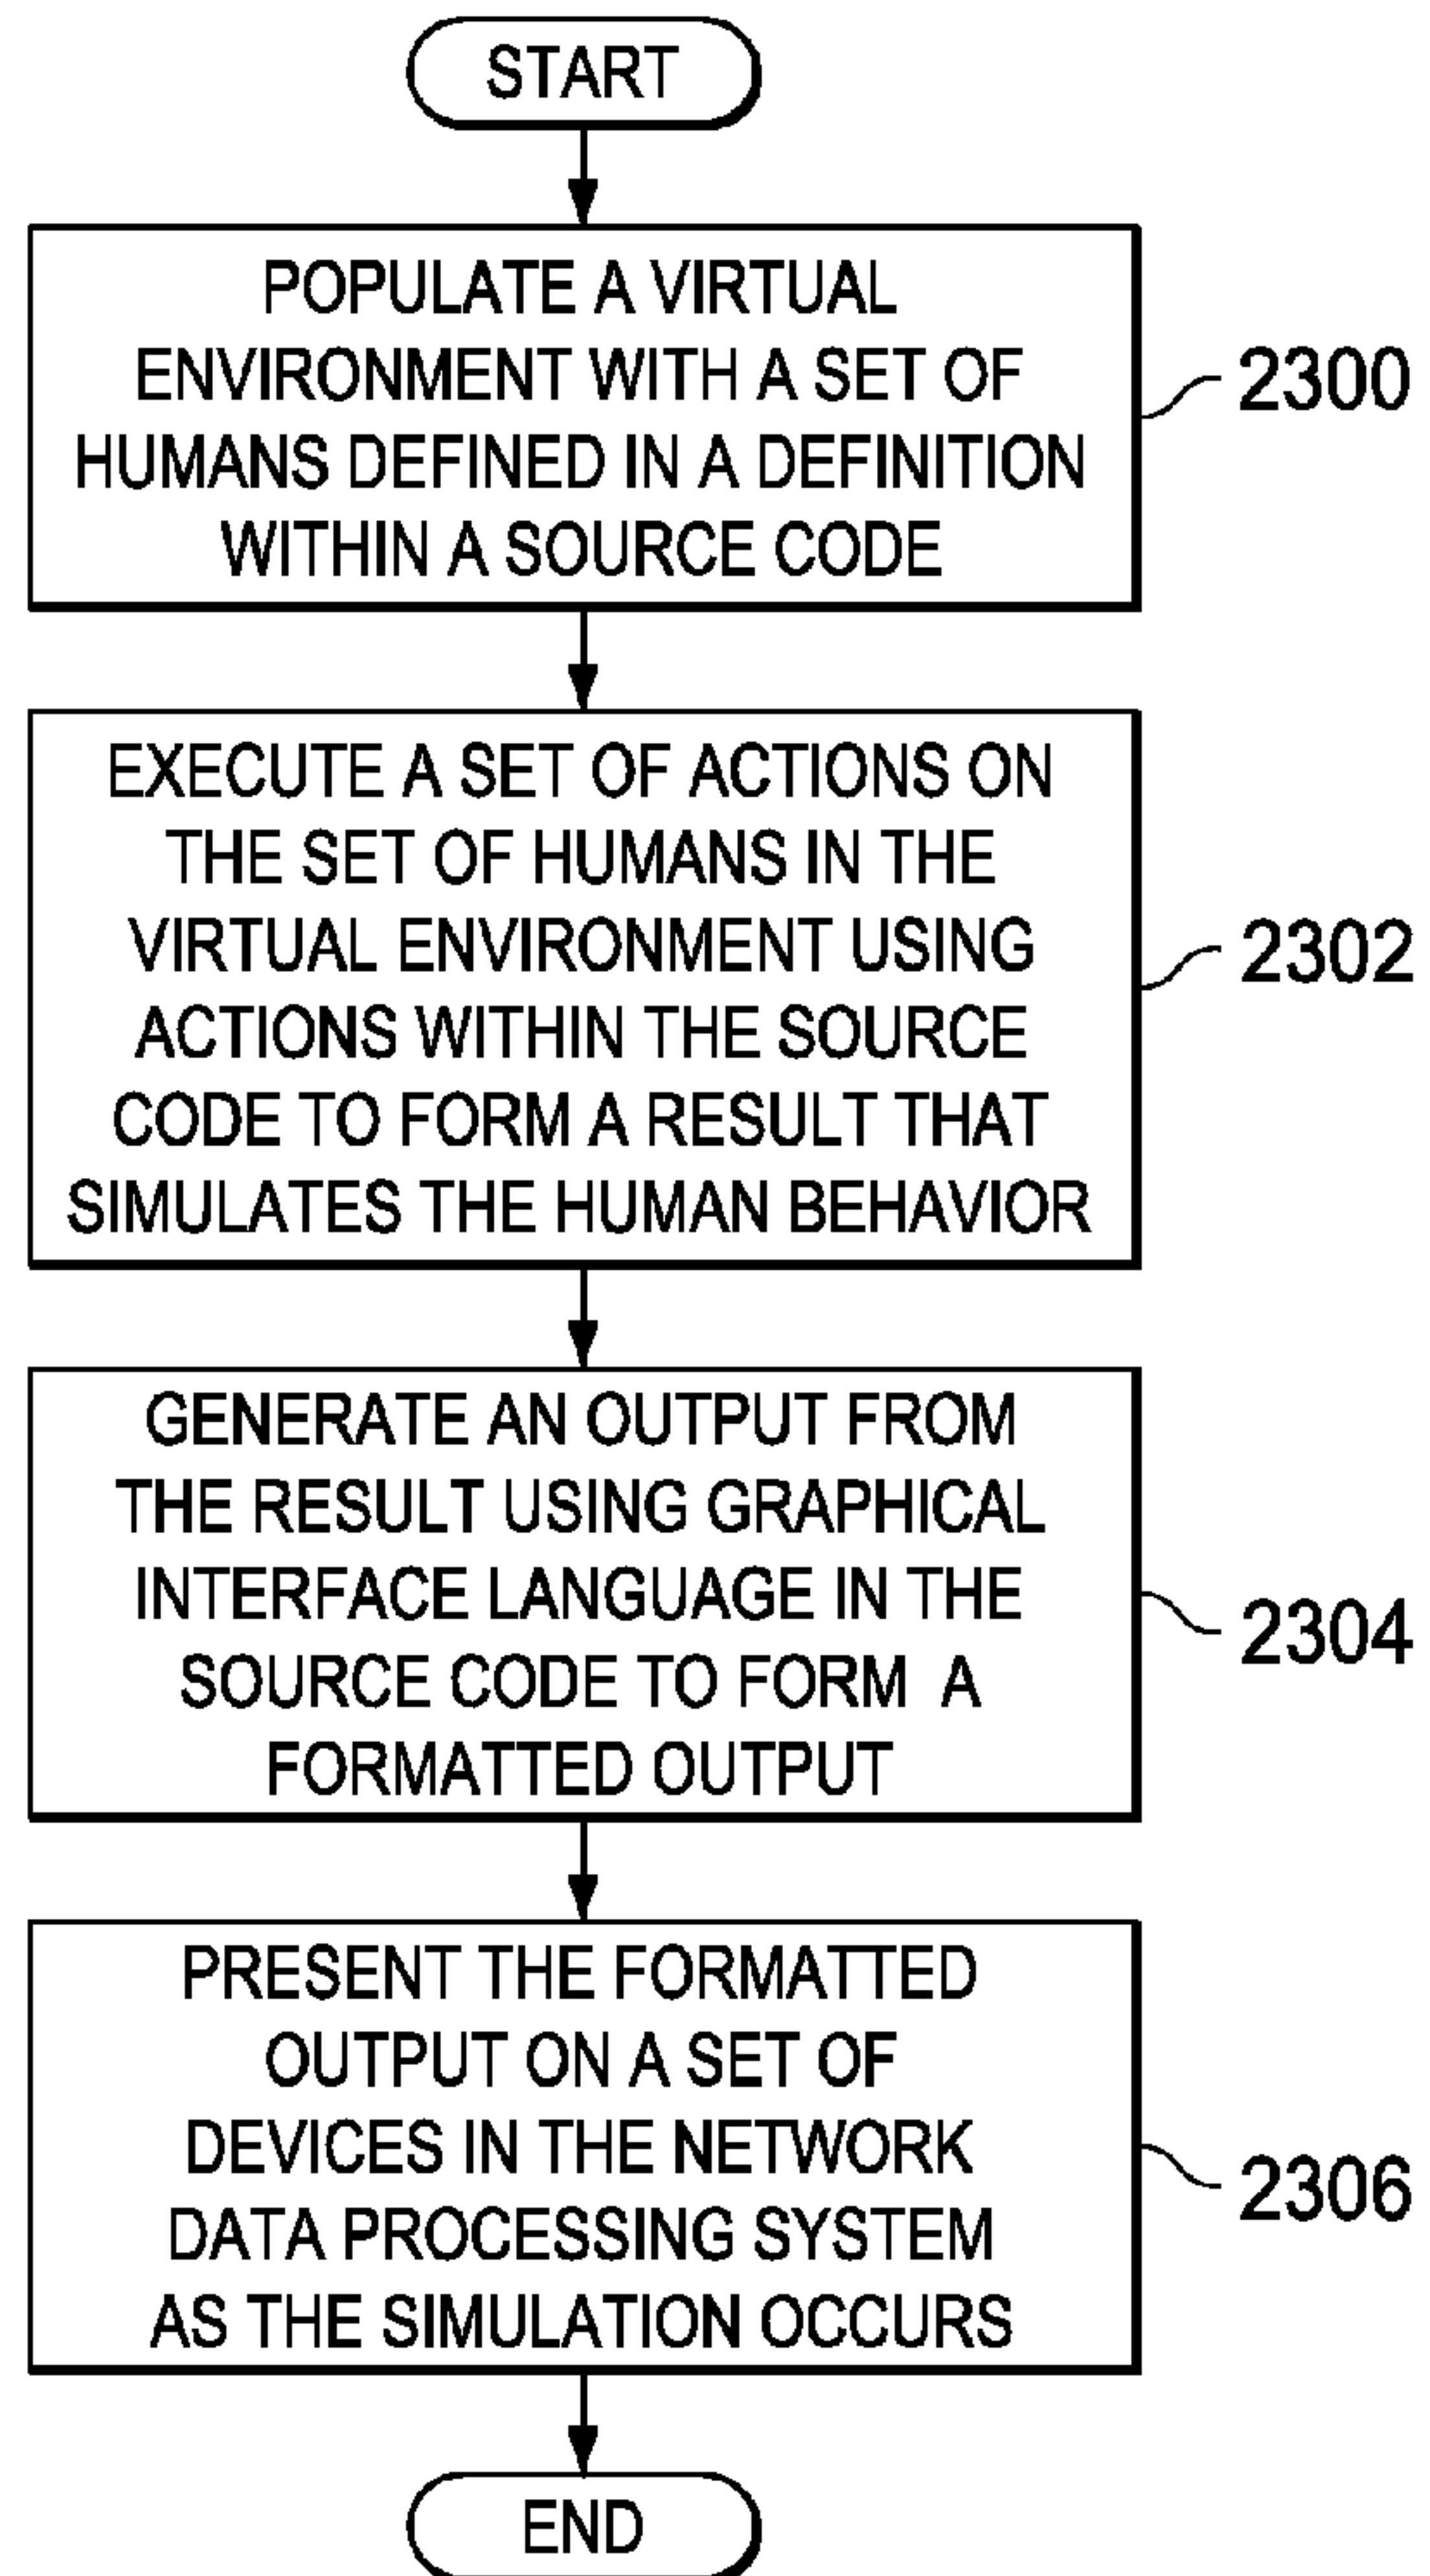 START
POPULATE A VIRTUAL
ENVIRONMENT WITH A SET OF
HUMANS DEFINED IN A DEFINITION
WITHIN A SOURCE CODE
2300
EXECUTE A SET OF ACTIONS ON
THE SET OF HUMANS IN THE
VIRTUAL ENVIRONMENT USING
ACTIONS WITHIN THE SOURCE
CODE TO FORM A RESULT THAT
SIMULATES THE HUMAN BEHAVIOR
2302
GENERATE AN OUTPUT FROM
THE RESULT USING GRAPHICAL
INTERFACE LANGUAGE IN THE
SOURCE CODE TO FORM A
FORMATTED OUTPUT
2304
PRESENT THE FORMATTED
OUTPUT ON A SET OF
DEVICES IN THE NETWORK
DATA PROCESSING SYSTEM
AS THE SIMULATION OCCURS
2306
END